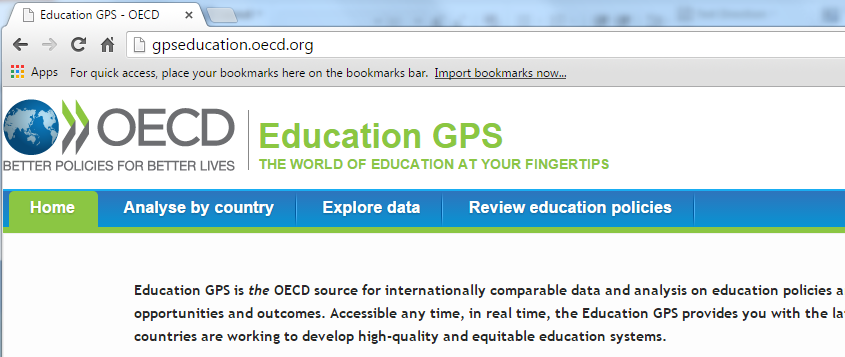 Education GPS - OECD
gpseducation.oecd.org
Apps For quick access, place your bookmarks here on the bookmarks bar. Import bookmarks now...
OECD
BETTER POLICIES FOR BETTER LIVES
Education GPS
THE WORLD OF EDUCATION AT YOUR FINGERTIPS
Home Analyse by country Explore data Review education policies
Education GPS is the OECD source for internationally comparable data and analysis on education policies a
opportunities and outcomes. Accessible any time, in real time, the Education GPS provides you with the la
countries are working to develop high-quality and equitable education systems.